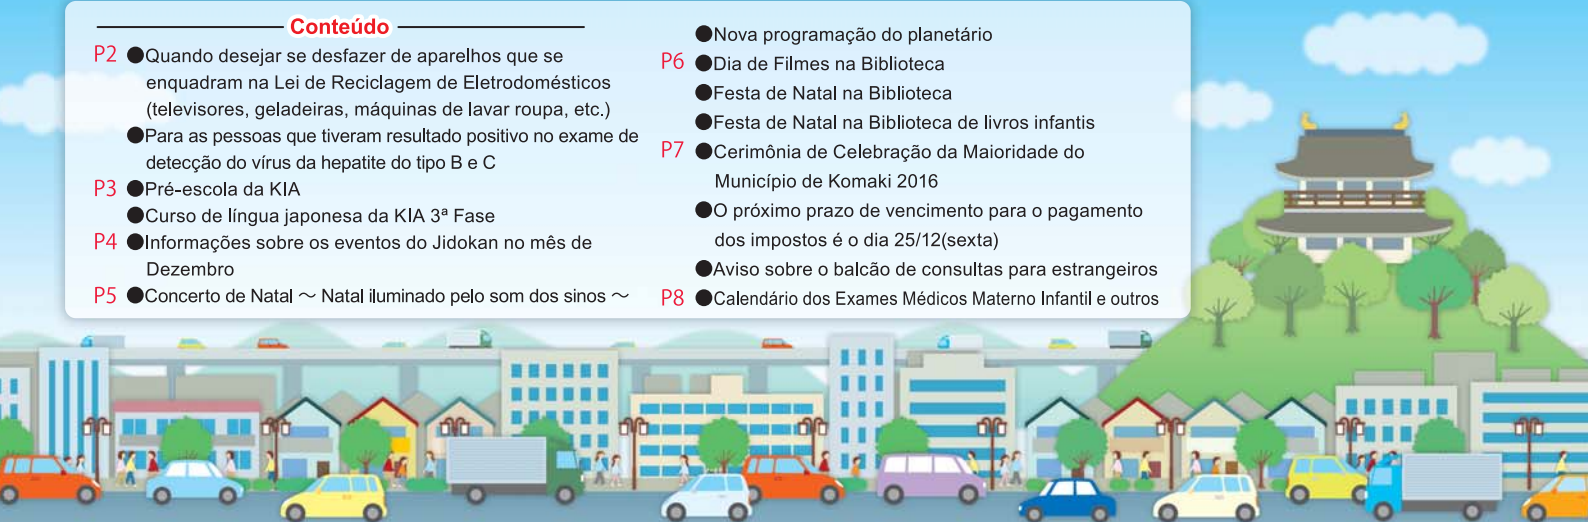 Conteúdo
P2 ●Quando desejar se desfazer de aparelhos que se
enquadram na Lei de Reciclagem de Eletrodomésticos
(televisores, geladeiras, máquinas de lavar roupa, etc.)
●Para as pessoas que tiveram resultado positivo no exame de
detecção do vírus da hepatite do tipo B e C
P3 ●Pré-escola da KIA
●Curso de língua japonesa da KIA 3ª Fase
P4 ●Informações sobre os eventos do Jidokan no mês de
Dezembro
P5 ●Concerto de Natal ～ Natal iluminado pelo som dos sinos ～
●Nova programação do planetário
P6 ●Dia de Filmes na Biblioteca
●Festa de Natal na Biblioteca
●Festa de Natal na Biblioteca de livros infantis
P7 ●Cerimônia de Celebração da Maioridade do
Município de Komaki 2016
●O próximo prazo de vencimento para o pagamento
dos impostos é o dia 25/12(sexta)
●Aviso sobre o balcão de consultas para estrangeiros
P8 ●Calendário dos Exames Médicos Materno Infantil e outros